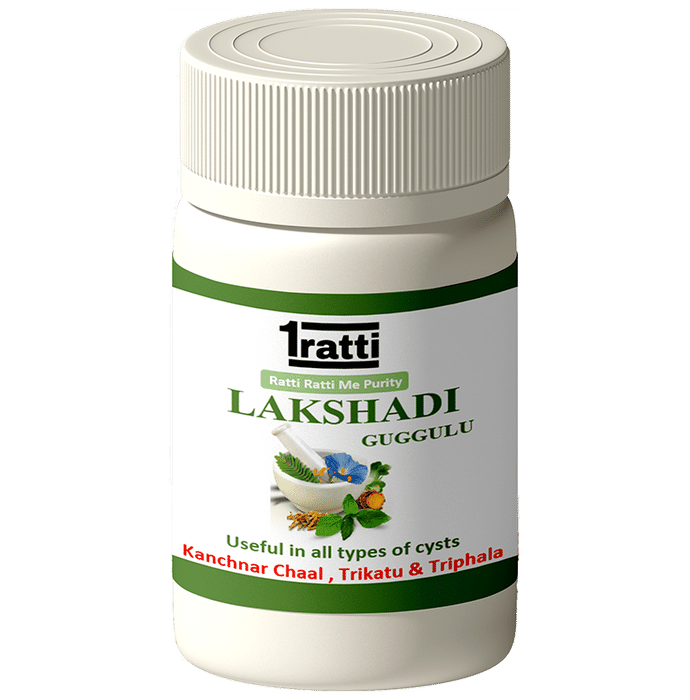 1ratti
Ratti Ratti Me Purity
LAKSHADI
GUGGULU
Useful in all types of cysts
Kanchnar Chaal , Trikatu & Triphala